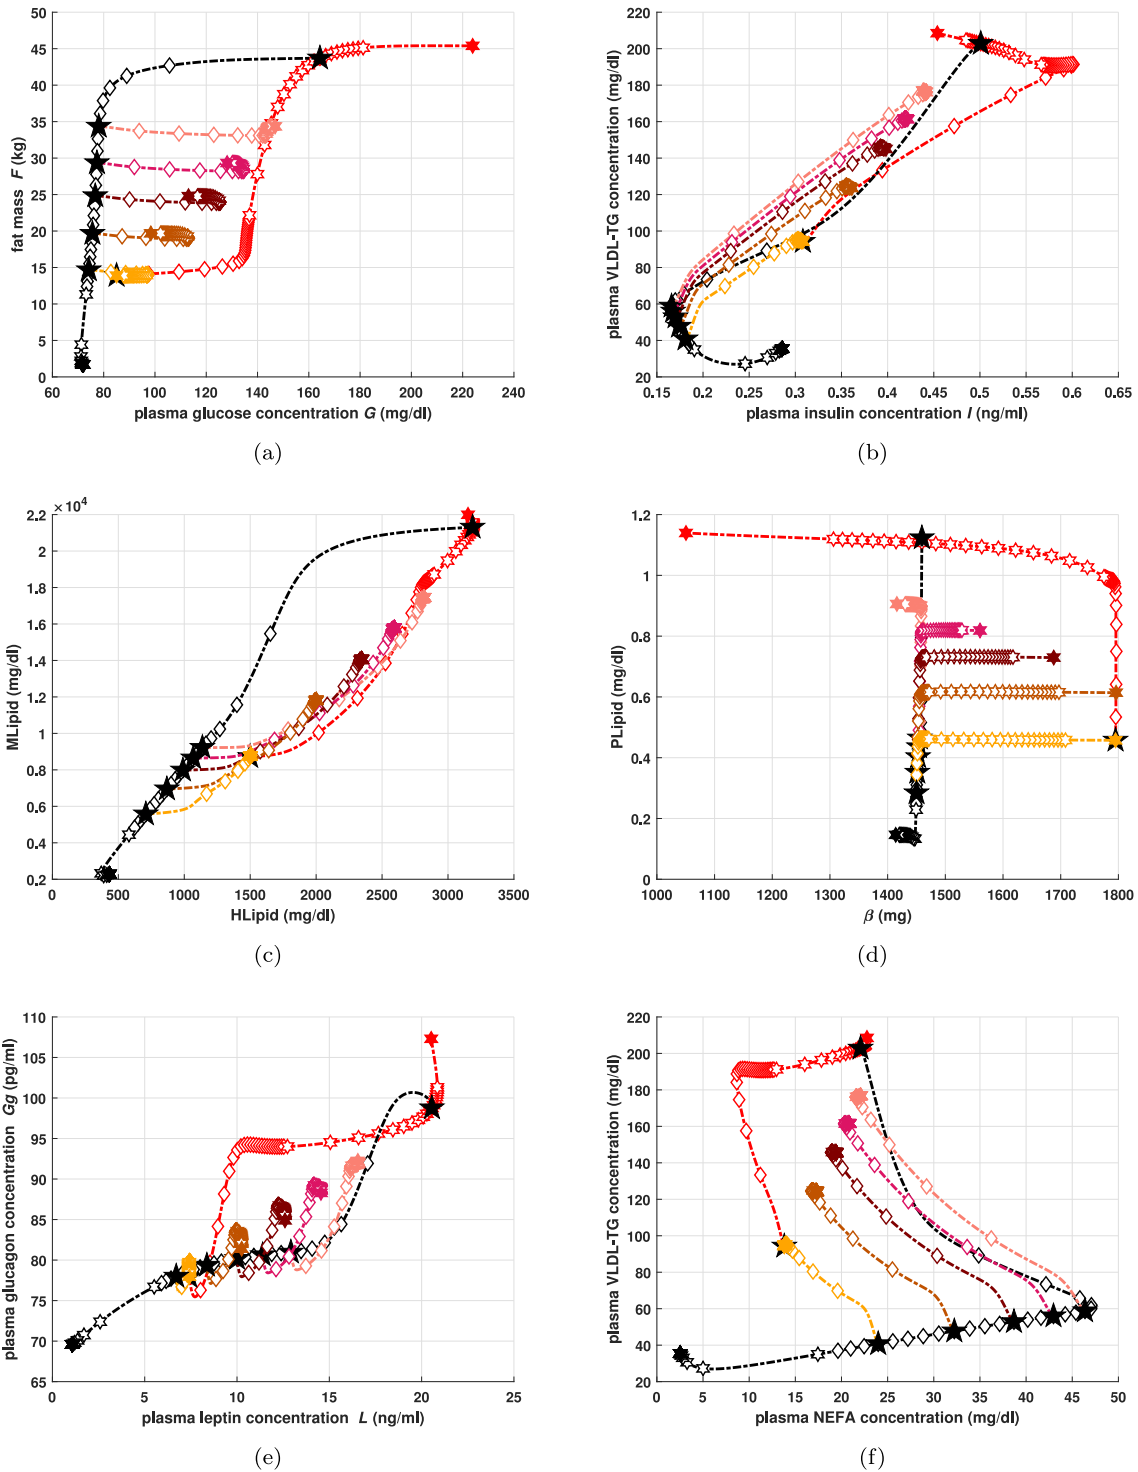 50
45
40
35
30
25
20
15
10
5
0
fat mass F (kg)
60 80 100 120 140 160 180 200 220 240
plasma glucose concentration G (mg/dl)
(a)
220
200
180
160
140
120
100
80
60
40
20
plasma VLDL-TG concentration (mg/dl)
0.15 0.2 0.25 0.3 0.35 0.4 0.45 0.5 0.55 0.6 0.65
plasma insulin concentration I (ng/ml)
(b)
×10^4
2.2
2
1.8
1.6
1.4
1.2
1
0.8
0.6
0.4
0.2
MLipid (mg/dl)
0 500 1000 1500 2000 2500 3000 3500
HLipid (mg/dl)
(c)
1.2
1
0.8
0.6
0.4
0.2
0
PLipid (mg/dl)
1000 1100 1200 1300 1400 1500 1600 1700 1800
β (mg)
(d)
110
105
100
95
90
85
80
75
70
65
plasma glucagon concentration Gg (pg/ml)
0 5 10 15 20 25
plasma leptin concentration L (ng/ml)
(e)
220
200
180
160
140
120
100
80
60
40
20
plasma VLDL-TG concentration (mg/dl)
0 5 10 15 20 25 30 35 40 45 50
plasma NEFA concentration (mg/dl)
(f)